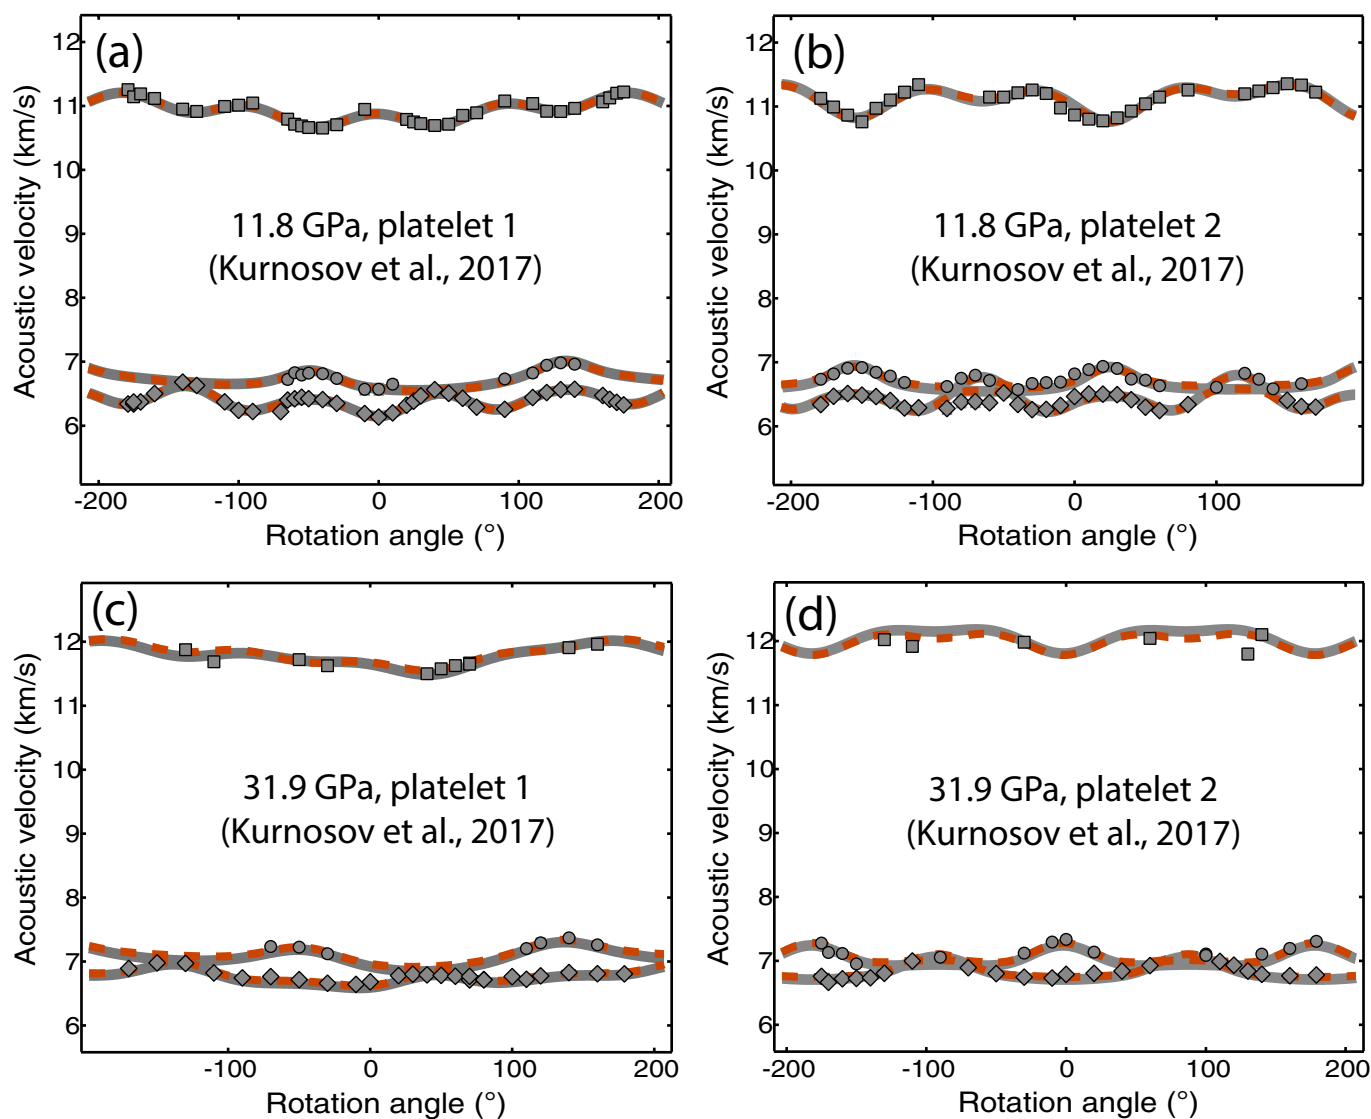 (a)
Acoustic velocity (km/s)
12
11
10
9
8
7
6
11.8 GPa, platelet 1
(Kurnosov et al., 2017)
-200
-100
0
100
200
Rotation angle (°)
(b)
Acoustic velocity (km/s)
12
11
10
9
8
7
6
11.8 GPa, platelet 2
(Kurnosov et al., 2017)
-200
-100
0
100
Rotation angle (°)
(c)
Acoustic velocity (km/s)
12
11
10
9
8
7
6
31.9 GPa, platelet 1
(Kurnosov et al., 2017)
-100
0
100
200
Rotation angle (°)
(d)
Acoustic velocity (km/s)
12
11
10
9
8
7
6
31.9 GPa, platelet 2
(Kurnosov et al., 2017)
-200
-100
0
100
200
Rotation angle (°)